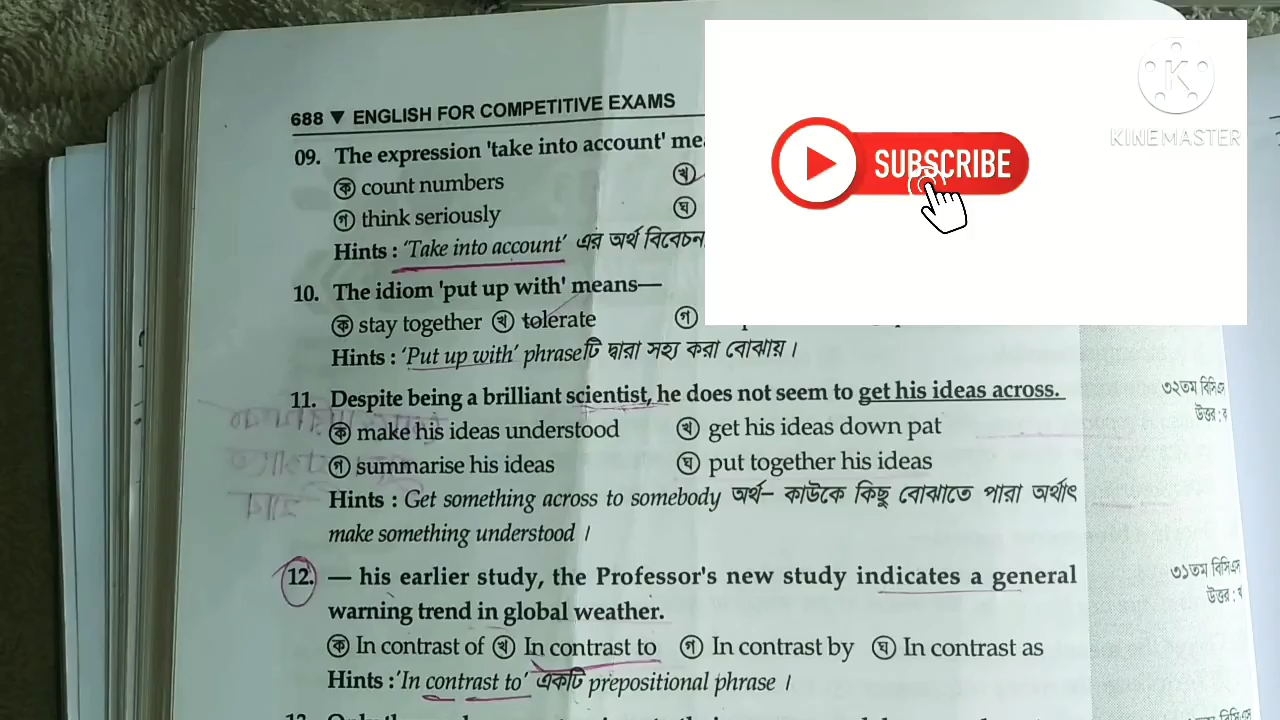 688 ▼ ENGLISH FOR COMPETITIVE EXAMS
SUBSCRIBE
KINEMASTER
09. The expression 'take into account'
ক count numbers
খ
গ think seriously
ঘ
Hints : 'Take into account' এর অর্থ
10. The idiom 'put up with' means—
ক stay together খ tolerate গ
Hints : 'Put up with' phraseটি দ্বারা সহ্য করা বোঝায়।
11. Despite being a brilliant scientist, he does not seem to get his ideas across.
৩২তম বিসিএস
উত্তর : ক
ক make his ideas understood খ get his ideas down pat
গ summarise his ideas ঘ put together his ideas
Hints : Get something across to somebody অর্থ– কাউকে কিছু বোঝাতে পারা অর্থাৎ
make something understood ।
12. — his earlier study, the Professor's new study indicates a general
warning trend in global weather.
৩১তম বিসিএস
উত্তর : খ
ক In contrast of খ In contrast to গ In contrast by ঘ In contrast as
Hints : 'In contrast to' একটি prepositional phrase ।